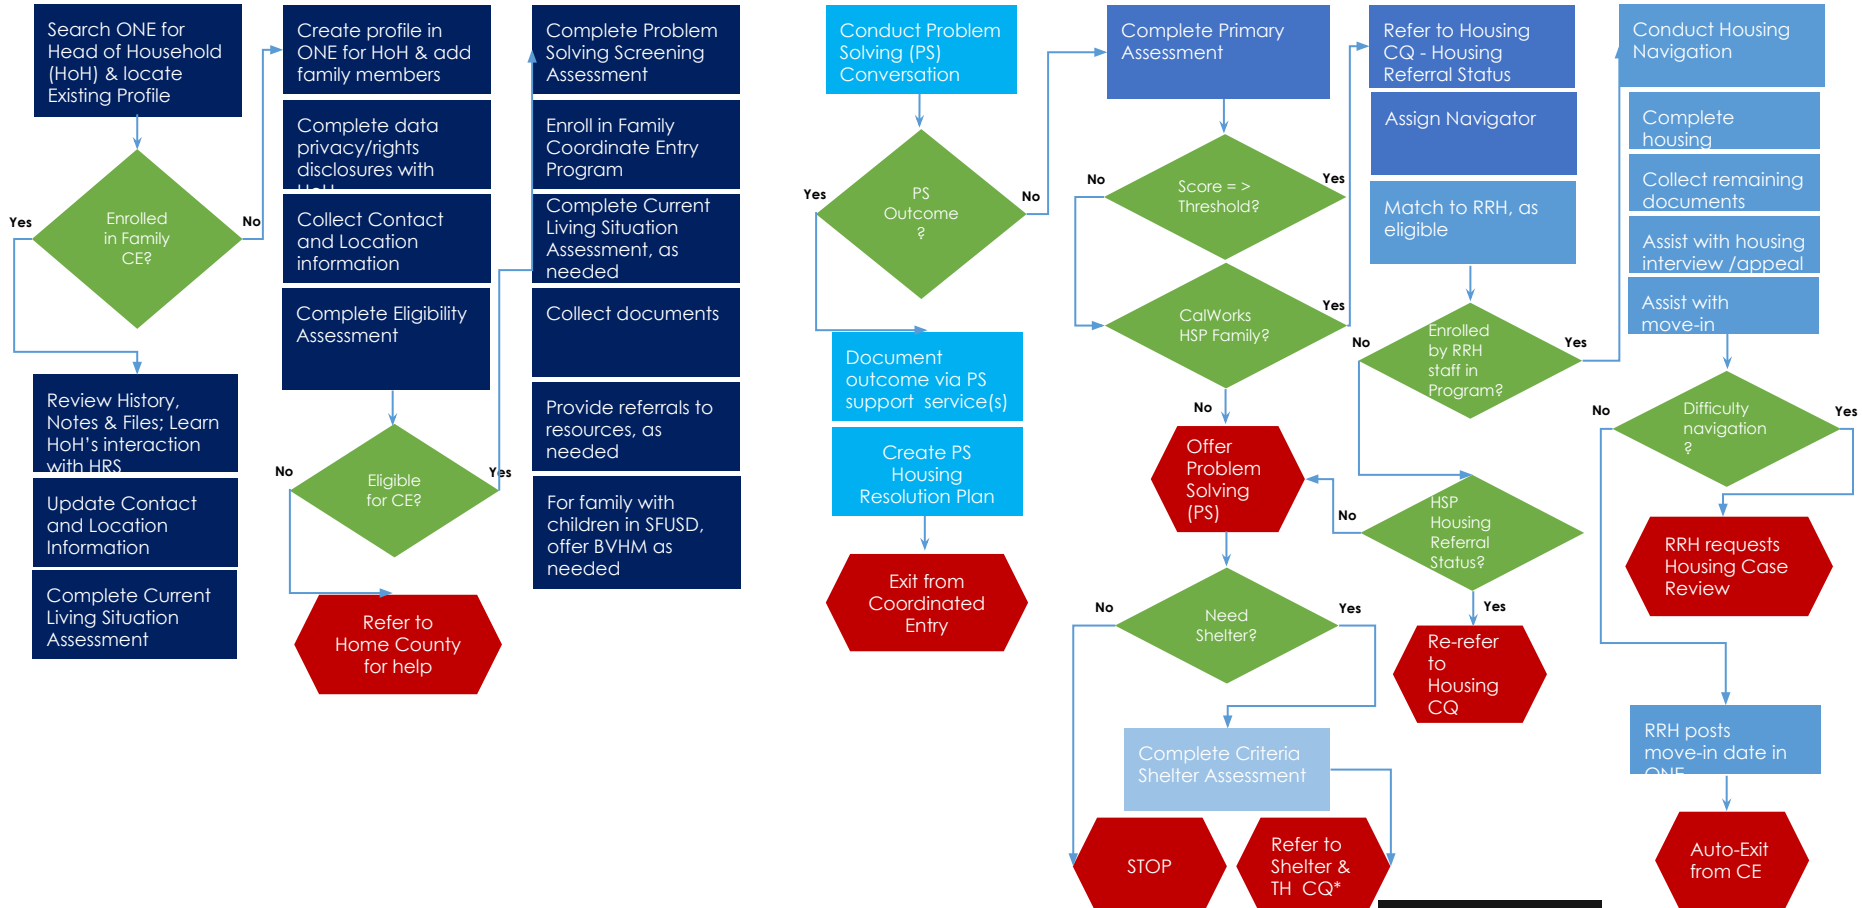 Search ONE for
Head of Household
(HoH) & locate
Existing Profile
Enrolled
in Family
CE?
Yes
No
Review History,
Notes & Files; Learn
HoH's interaction
with HRS
Update Contact
and Location
Information
Complete Current
Living Situation
Assessment
Create profile in
ONE for HoH & add
family members
Complete data
privacy/rights
disclosures with
HoH
Collect Contact
and Location
information
Complete Eligibility
Assessment
No
Yes
Eligible
for CE?
Refer to
Home County
for help
Complete Problem
Solving Screening
Assessment
Enroll in Family
Coordinate Entry
Program
Complete Current
Living Situation
Assessment, as
needed
Collect documents
Provide referrals to
resources, as
needed
For family with
children in SFUSD,
offer BVHM as
needed
Conduct Problem
Solving (PS)
Conversation
Yes
No
PS
Outcome
?
Document
outcome via PS
support service(s)
Create PS
Housing
Resolution Plan
Exit from
Coordinated
Entry
Complete Primary
Assessment
No
Yes
Score = >
Threshold?
CalWorks
HSP Family?
Yes
No
Offer
Problem
Solving
(PS)
No
Yes
Need
Shelter?
Complete Criteria
Shelter Assessment
STOP
Refer to
Shelter &
TH CQ*
Refer to Housing
CQ - Housing
Referral Status
Assign Navigator
Match to RRH, as
eligible
No
Yes
Enrolled
by RRH
staff in
Program?
No
HSP
Housing
Referral
Status?
Yes
Re-refer
to
Housing
CQ
Conduct Housing
Navigation
Complete
housing
Collect remaining
documents
Assist with housing
interview /appeal
Assist with
move-in
No
Yes
Difficulty
navigation
?
RRH requests
Housing Case
Review
RRH posts
move-in date in
ONE
Auto-Exit
from CE